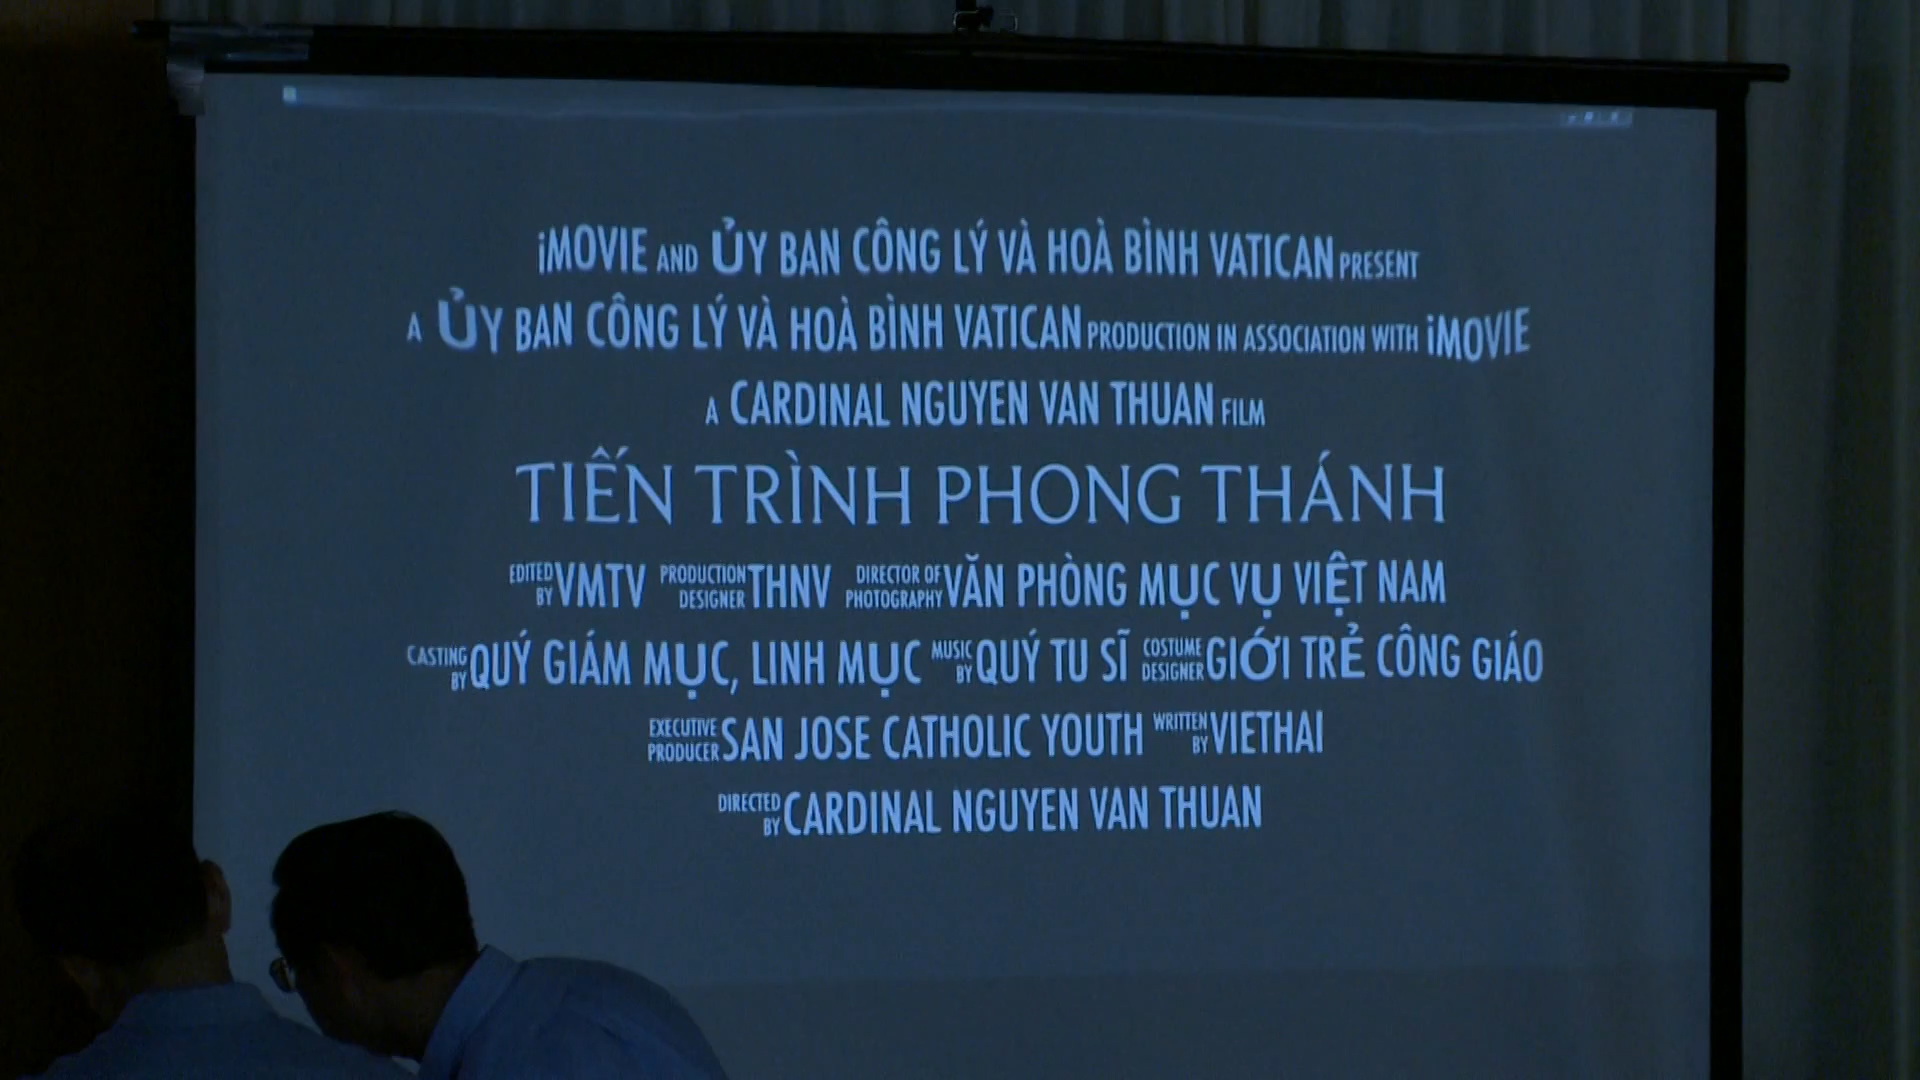 iMOVIE AND ỦY BAN CÔNG LÝ VÀ HOÀ BÌNH VATICAN PRESENT
A ỦY BAN CÔNG LÝ VÀ HOÀ BÌNH VATICAN PRODUCTION IN ASSOCIATION WITH iMOVIE
A CARDINAL NGUYEN VAN THUAN FILM
TIẾN TRÌNH PHONG THÁNH
EDITED BY VMTV PRODUCTION DESIGNER THNV DIRECTOR OF PHOTOGRAPHY VĂN PHÒNG MỤC VỤ VIỆT NAM
CASTING BY QUÝ GIÁM MỤC, LINH MỤC MUSIC BY QUÝ TU SĨ COSTUME DESIGNER GIỚI TRẺ CÔNG GIÁO
EXECUTIVE PRODUCER SAN JOSE CATHOLIC YOUTH WRITTEN BY VIETHAI
DIRECTED BY CARDINAL NGUYEN VAN THUAN